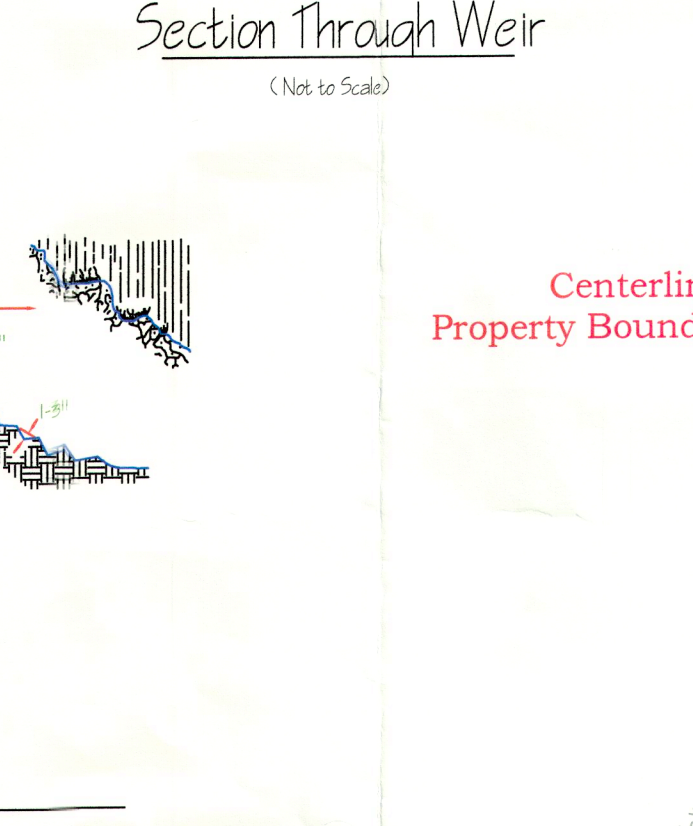 Section Through Weir
(Not to Scale)
Centerlin
Property Bound
1-3"